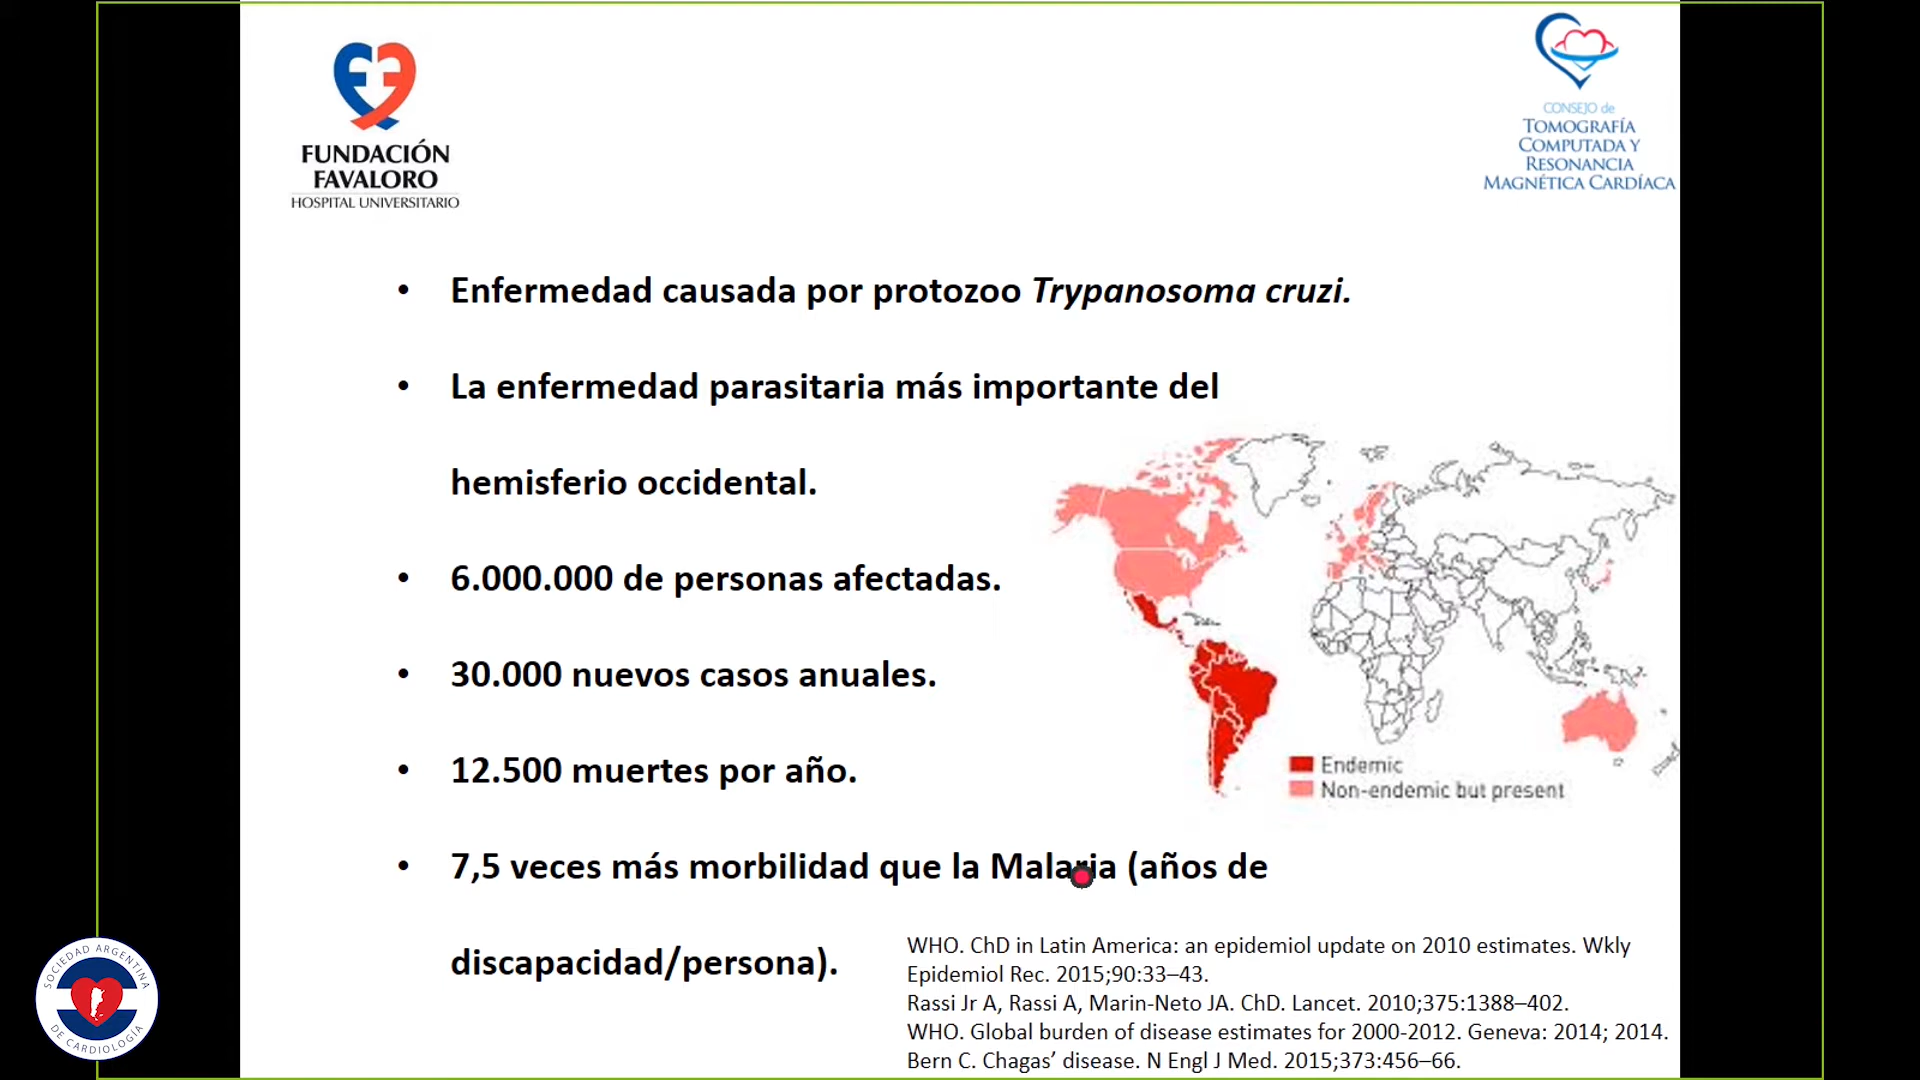 FUNDACIÓN
FAVALORO
HOSPITAL UNIVERSITARIO
CONSEJO de
TOMOGRAFÍA
COMPUTADA Y
RESONANCIA
MAGNÉTICA CARDÍACA
• Enfermedad causada por protozoo Trypanosoma cruzi.
• La enfermedad parasitaria más importante del
hemisferio occidental.
• 6.000.000 de personas afectadas.
• 30.000 nuevos casos anuales.
• 12.500 muertes por año.
• 7,5 veces más morbilidad que la Malaria (años de
discapacidad/persona).
Endemic
Non-endemic but present
WHO. ChD in Latin America: an epidemiol update on 2010 estimates. Wkly
Epidemiol Rec. 2015;90:33–43.
Rassi Jr A, Rassi A, Marin-Neto JA. ChD. Lancet. 2010;375:1388–402.
WHO. Global burden of disease estimates for 2000-2012. Geneva: 2014; 2014.
Bern C. Chagas’ disease. N Engl J Med. 2015;373:456–66.
SOCIEDAD ARGENTINA
DE CARDIOLOGÍA